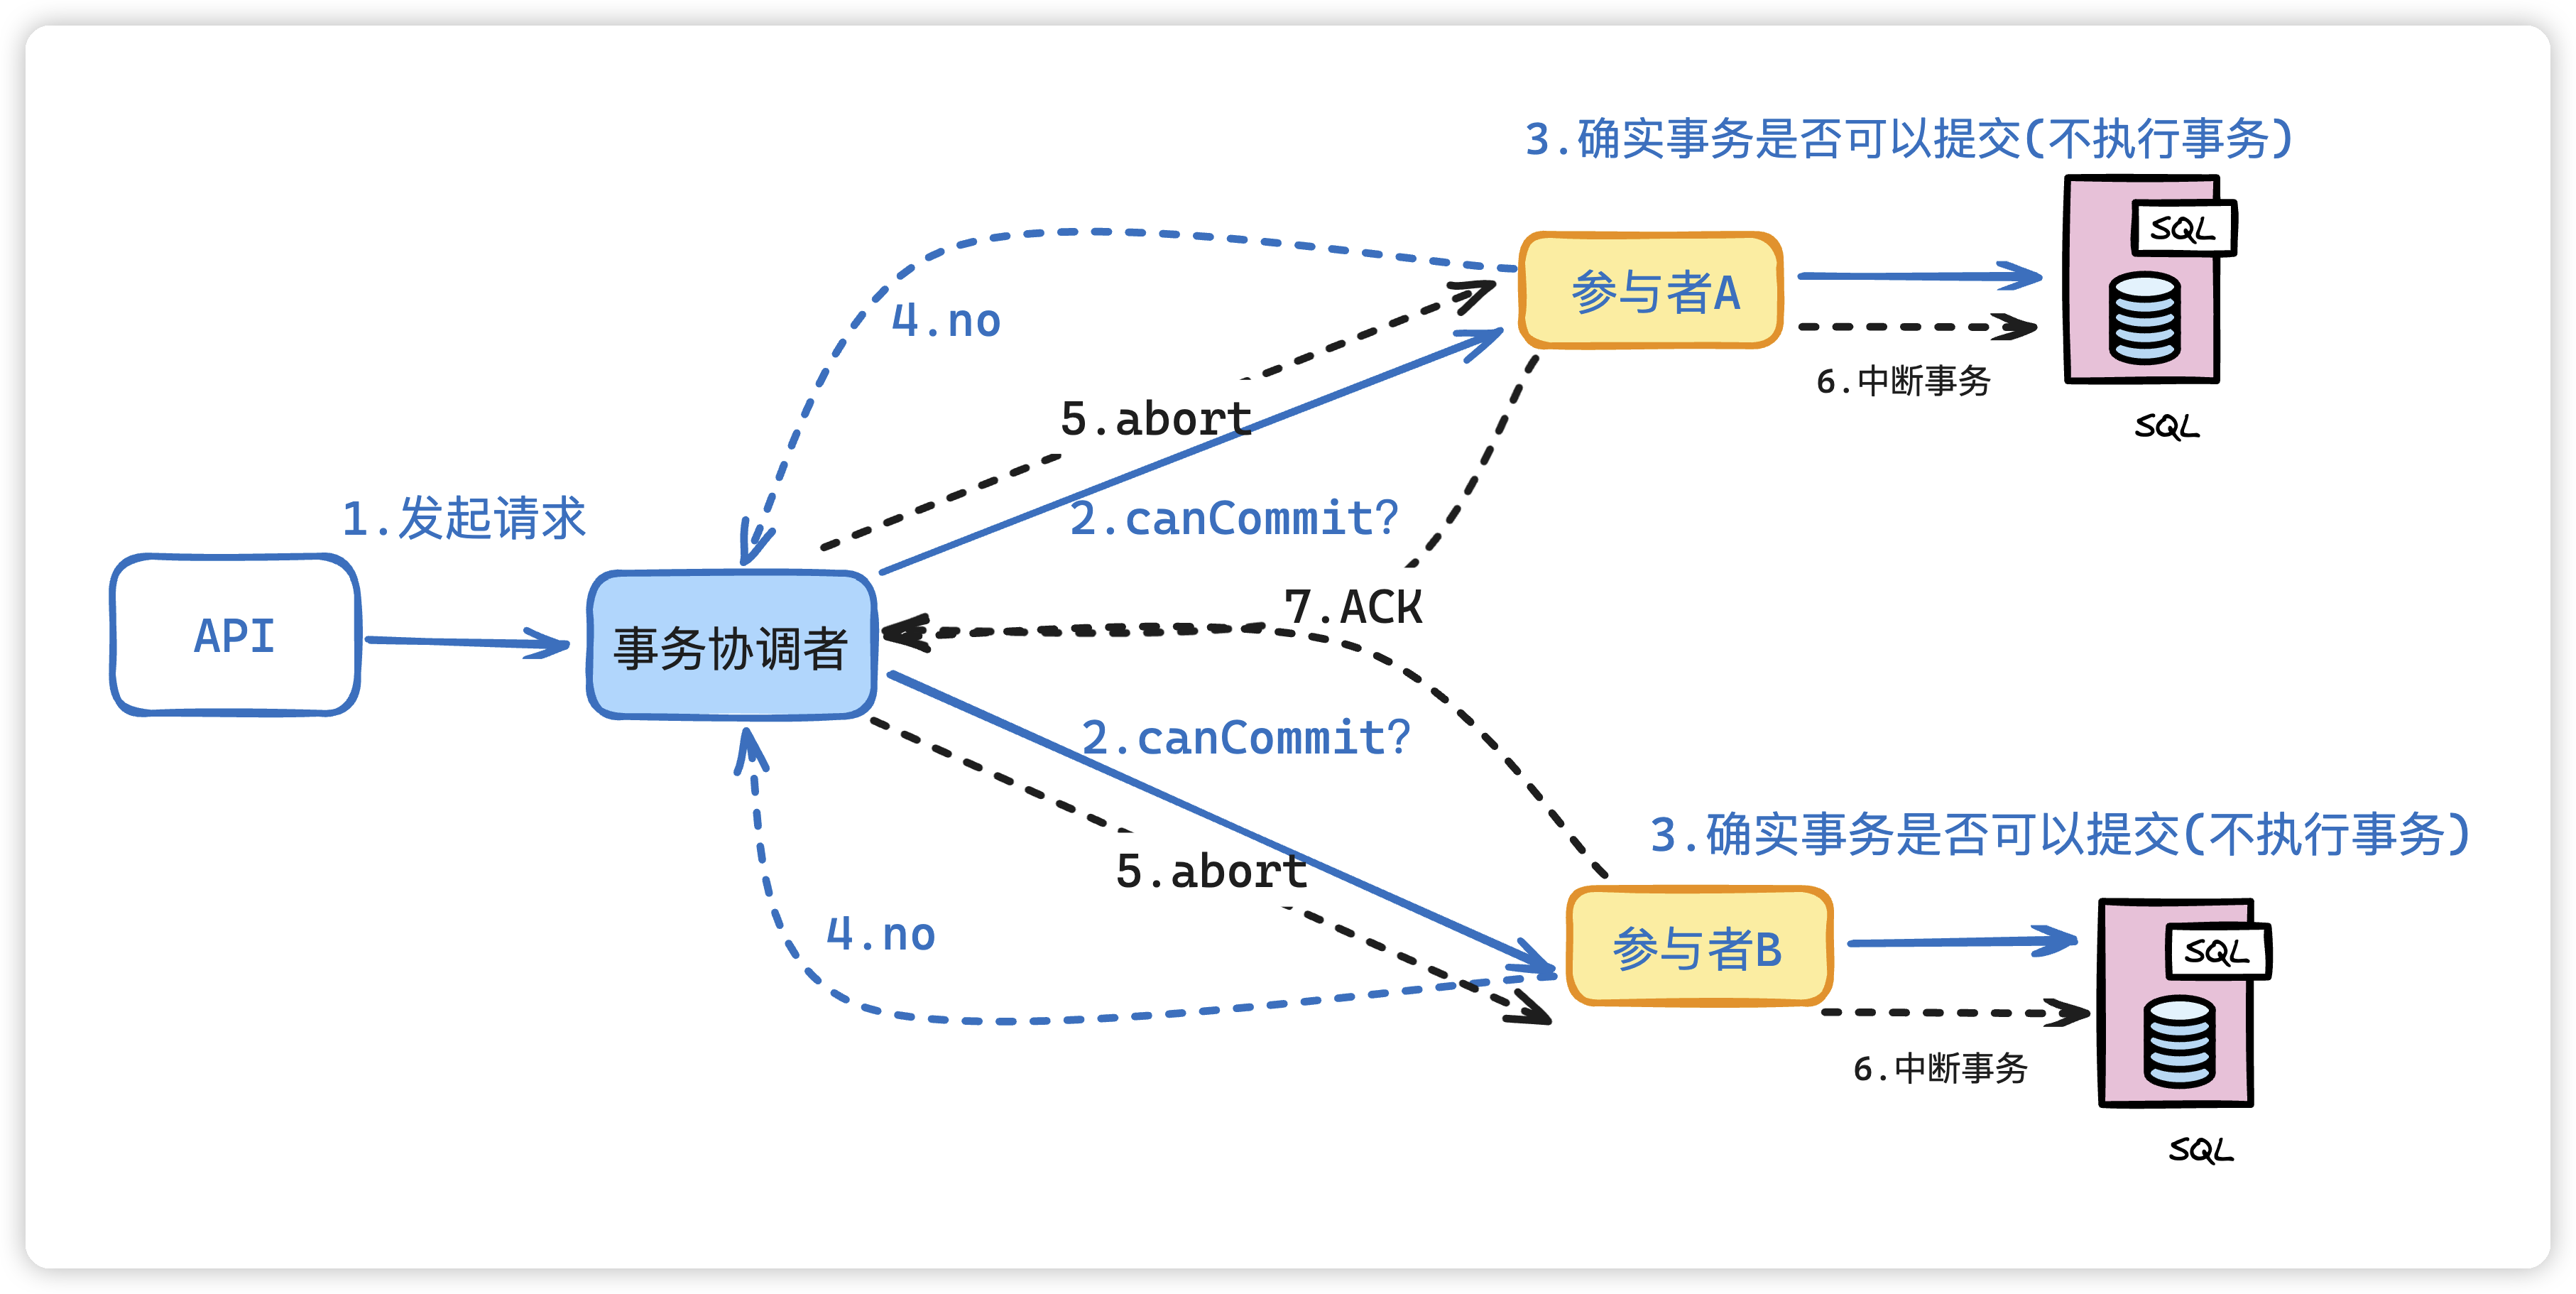 3.确实事务是否可以提交(不执行事务)
SQL
参与者A
4.no
6.中断事务
5.abort
SQL
1.发起请求
2.canCommit?
API
事务协调者
7.ACK
2.canCommit?
3.确实事务是否可以提交(不执行事务)
5.abort
4.no
参与者B
SQL
6.中断事务
SQL